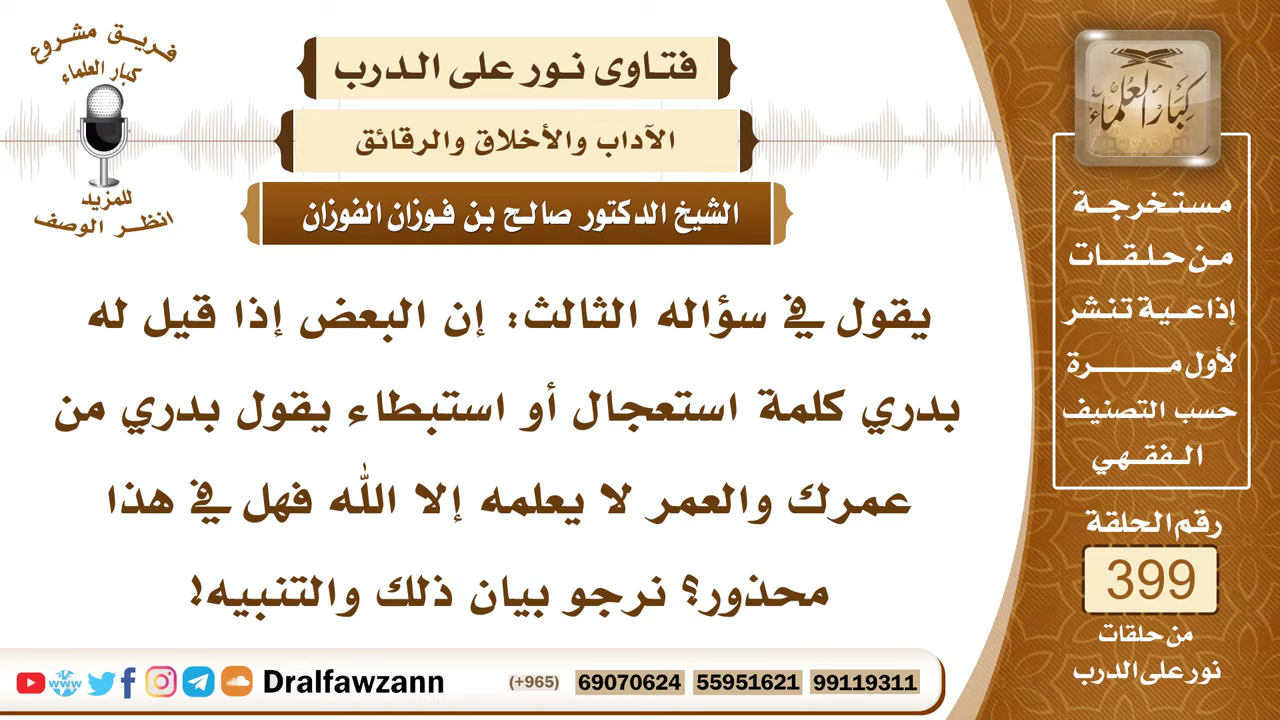 فريق مشروع
كبار العلماء
للمزيد
انظر الوصف
فتاوى نور على الدرب
الآداب والأخلاق والرقائق
الشيخ الدكتور صالح بن فوزان الفوزان
يقول في سؤاله الثالث: إن البعض إذا قيل له
بدري كلمة استعجال أو استبطاء يقول بدري من
عمرك والعمر لا يعلمه إلا الله فهل في هذا
محذور؟ نرجو بيان ذلك والتنبيه!
كبار العلماء
مستخرجة
من حلقات
إذاعية تنشر
لأول مرة
حسب التصنيف
الفقهي
رقم الحلقة
399
من حلقات
نور على الدرب
www Dralfawzann (+965) 69070624 55951621 99119311